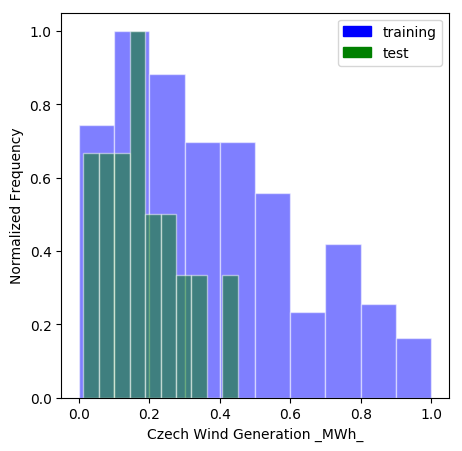 training
test
1.0
0.8
0.6
0.4
0.2
0.0
Normalized Frequency
0.0 0.2 0.4 0.6 0.8 1.0
Czech Wind Generation _MWh_